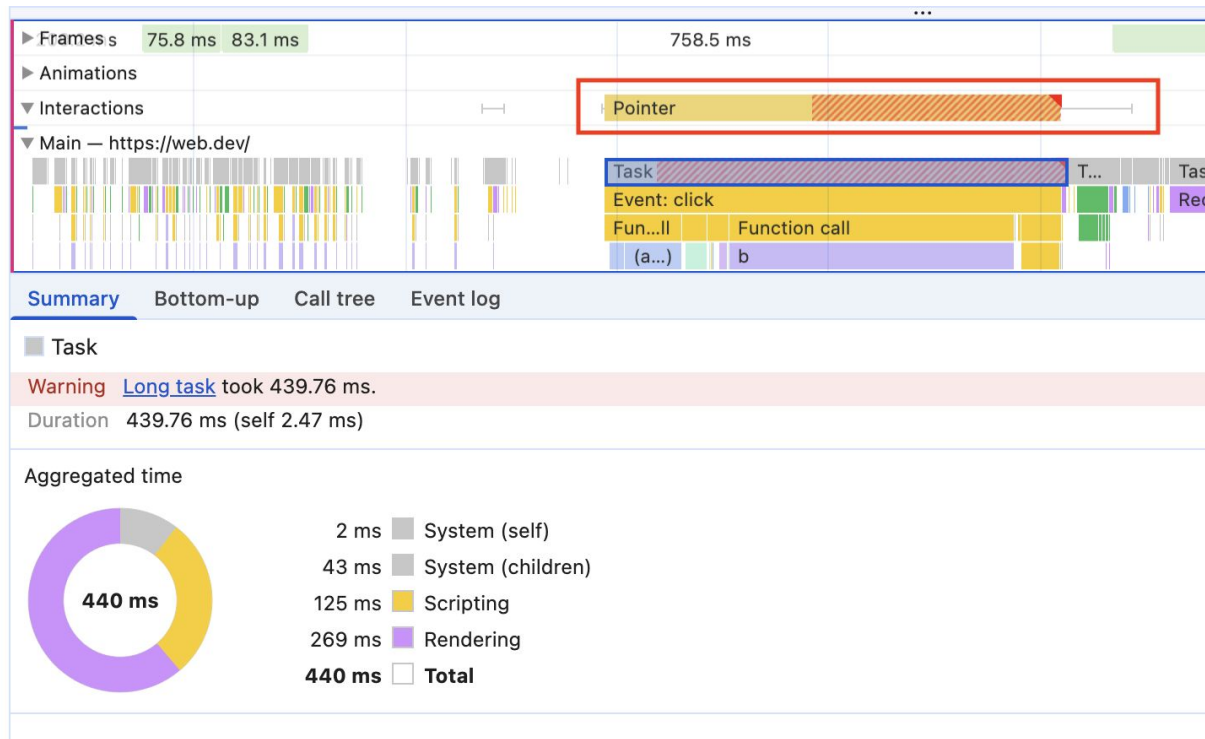 ...
Frames s 75.8 ms 83.1 ms 758.5 ms
Animations
Interactions Pointer
Main — https://web.dev/
Task T... Tas
Event: click Rec
Fun...ll Function call
(a...) b
Summary Bottom-up Call tree Event log
Task
Warning Long task took 439.76 ms.
Duration 439.76 ms (self 2.47 ms)
Aggregated time
440 ms
2 ms System (self)
43 ms System (children)
125 ms Scripting
269 ms Rendering
440 ms Total